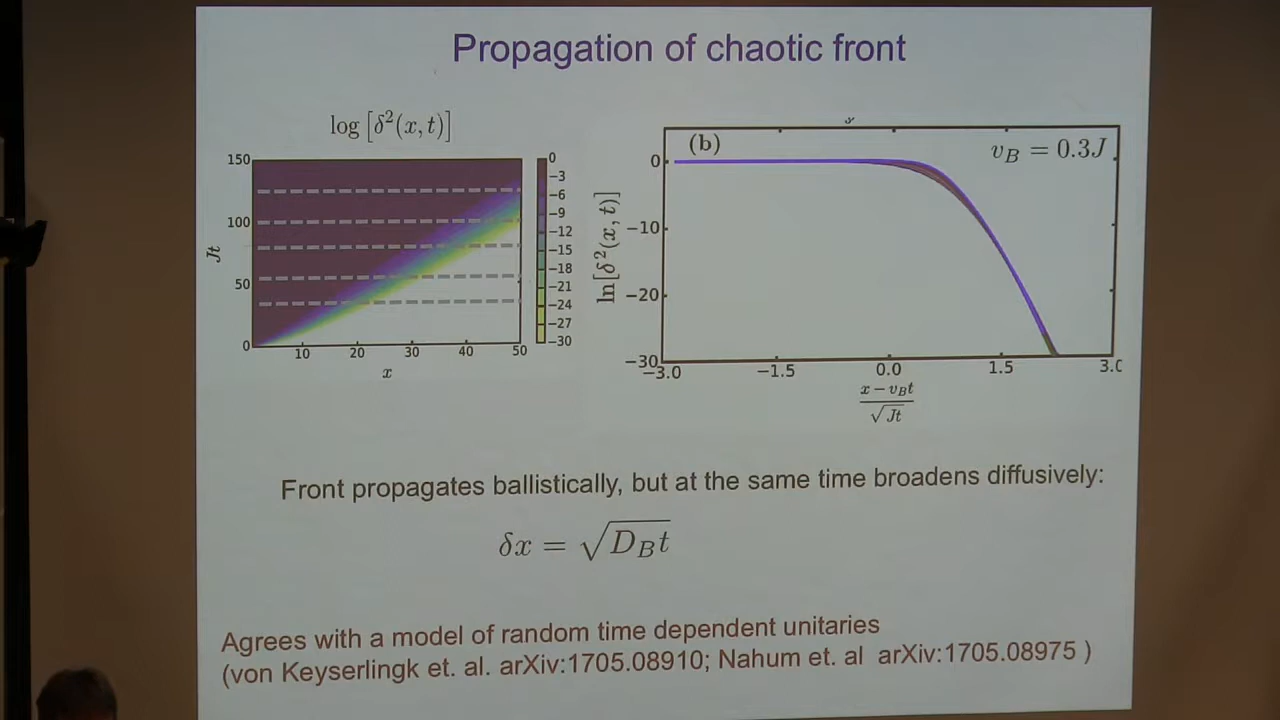 Propagation of chaotic front
log [δ²(x, t)]
150
100
50
0
Jt
10
20
30
40
50
x
0
−3
−6
−9
−12
−15
−18
−21
−24
−27
−30
(b)
v_B = 0.3J
ln[δ²(x, t)]
0
−10
−20
−30
−3.0
−1.5
0.0
1.5
3.0
x − v_Bt
√Jt
Front propagates ballistically, but at the same time broadens diffusively:
δx = √D_Bt
Agrees with a model of random time dependent unitaries
(von Keyserlingk et. al. arXiv:1705.08910; Nahum et. al arXiv:1705.08975 )